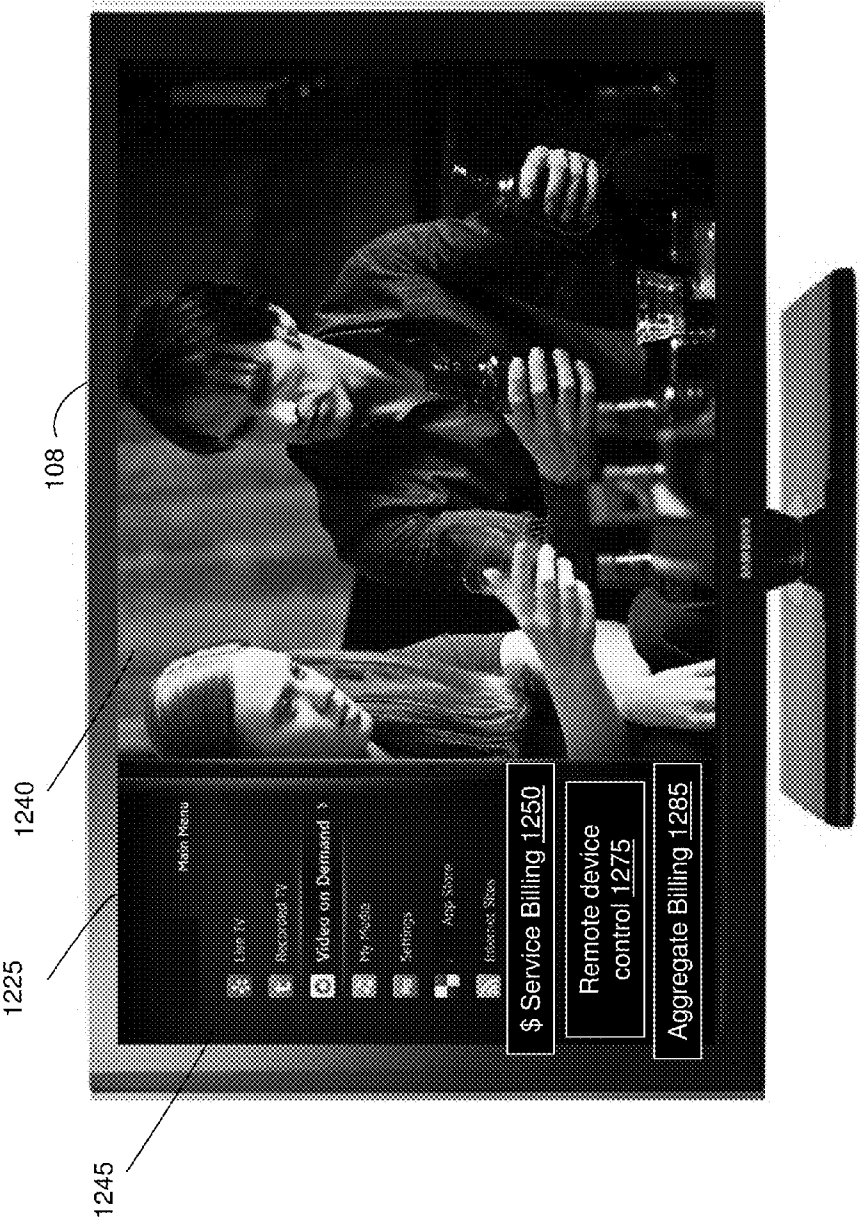 108
1240
1225
1245
Main Menu
Live TV
Recorded TV
Video on Demand >
My Media
Settings
App Store
Internet Sites
$ Service Billing 1250
Remote device
control 1275
Aggregate Billing 1285